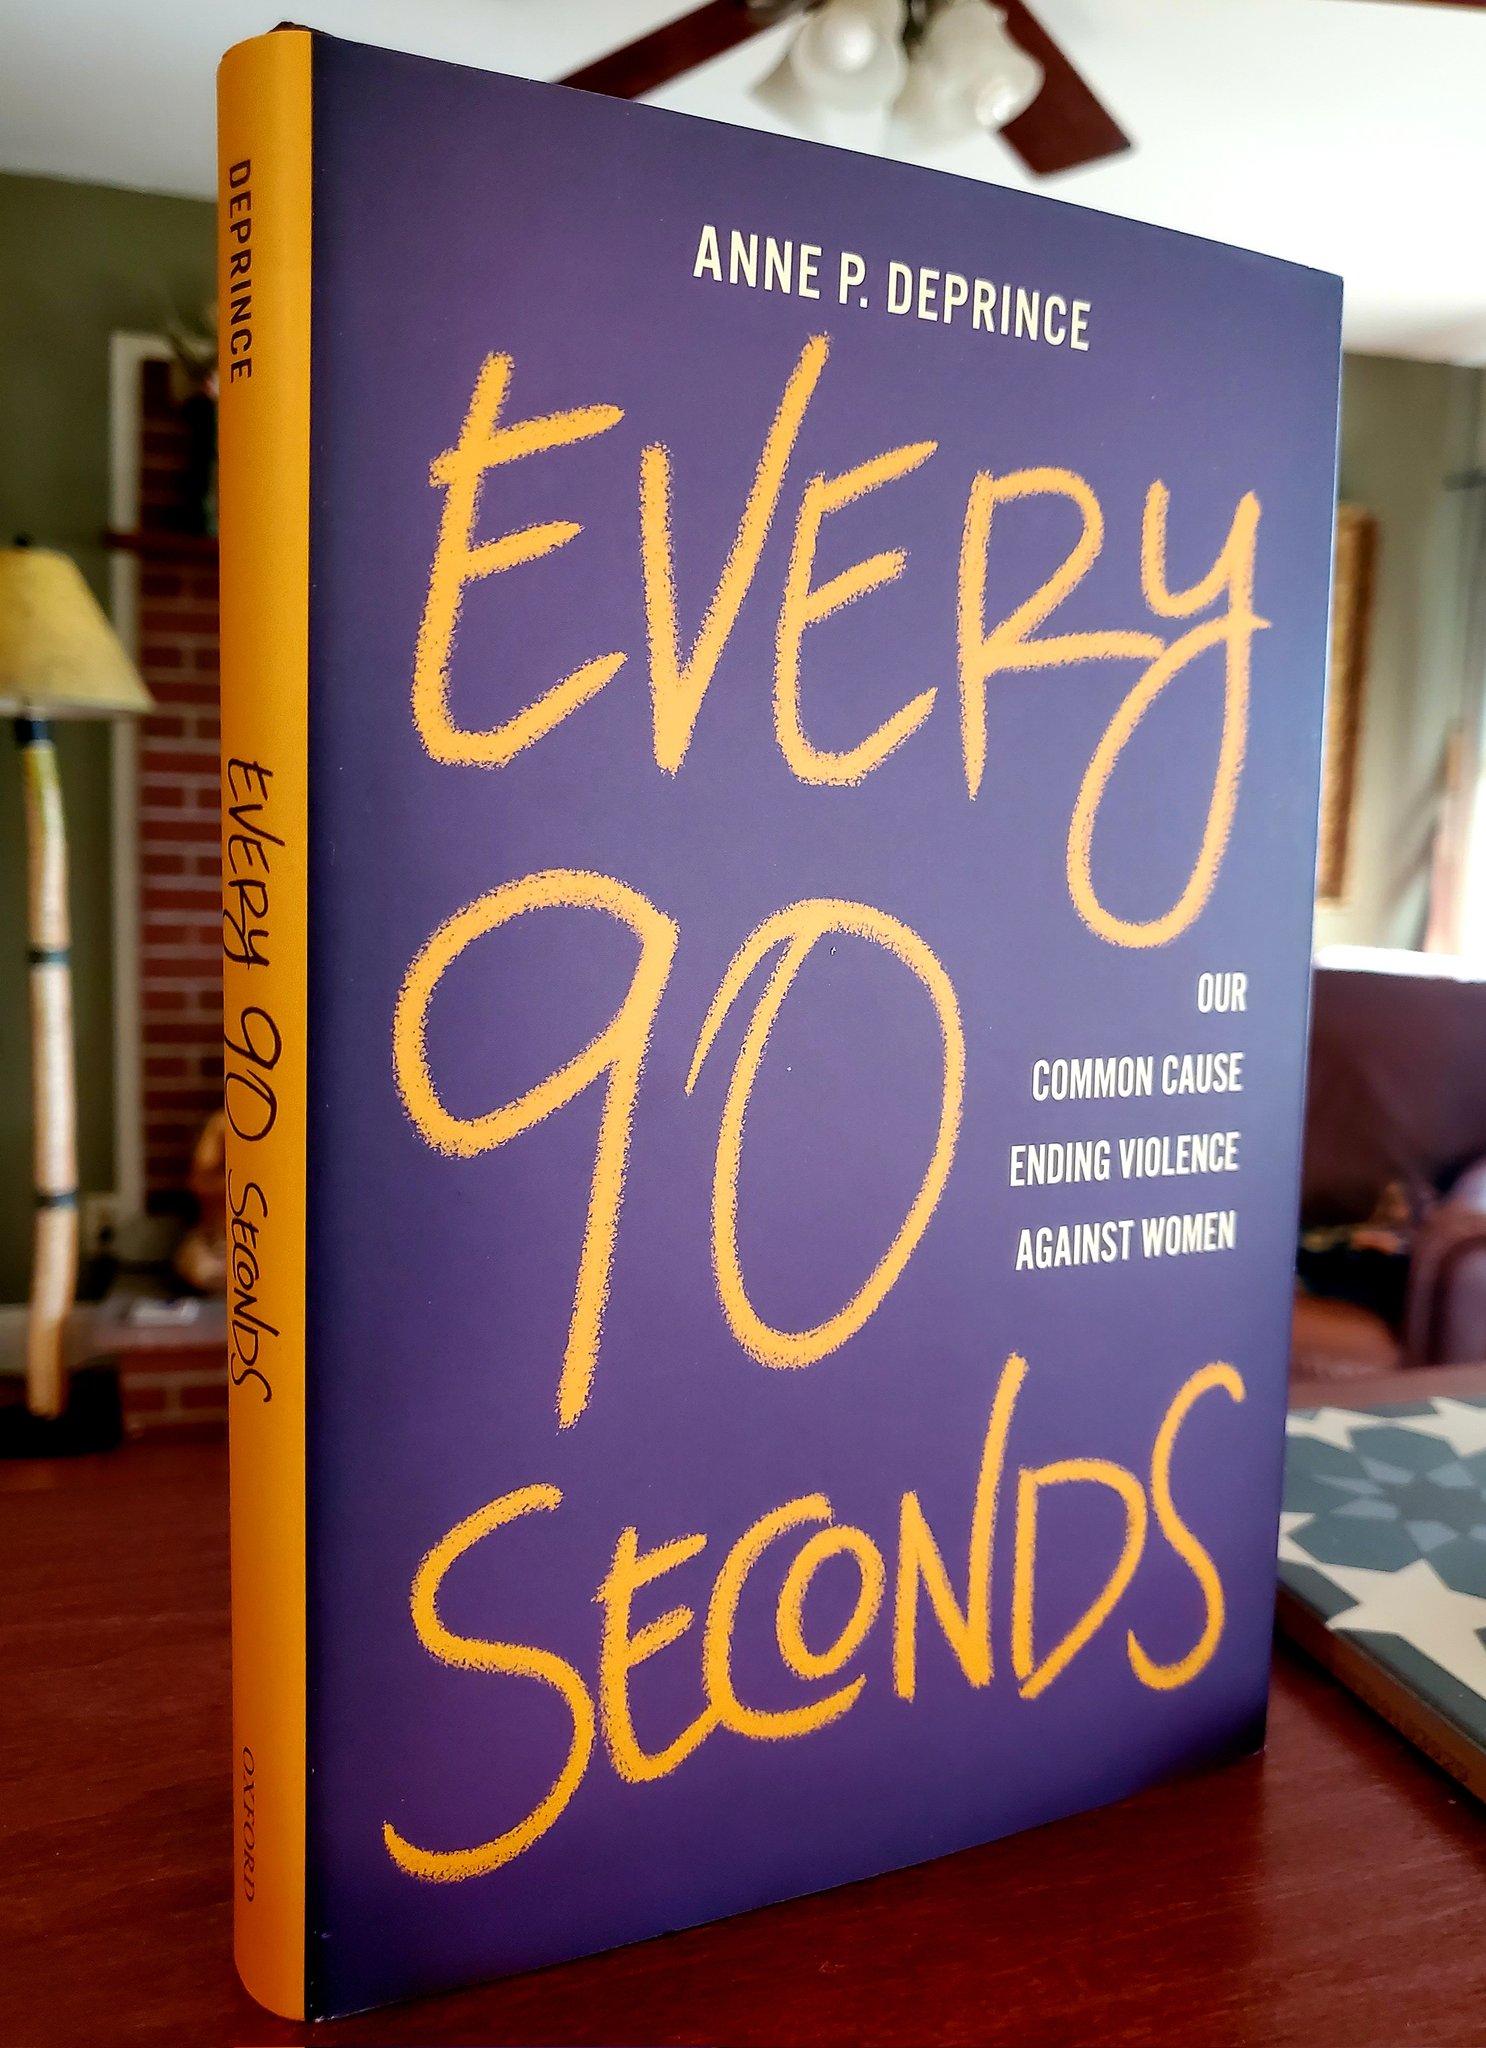 DEPRINCE
EVERY 90 SECONDS
OXFORD
ANNE P. DEPRINCE
EVERY
90
OUR
COMMON CAUSE
ENDING VIOLENCE
AGAINST WOMEN
SECONDS